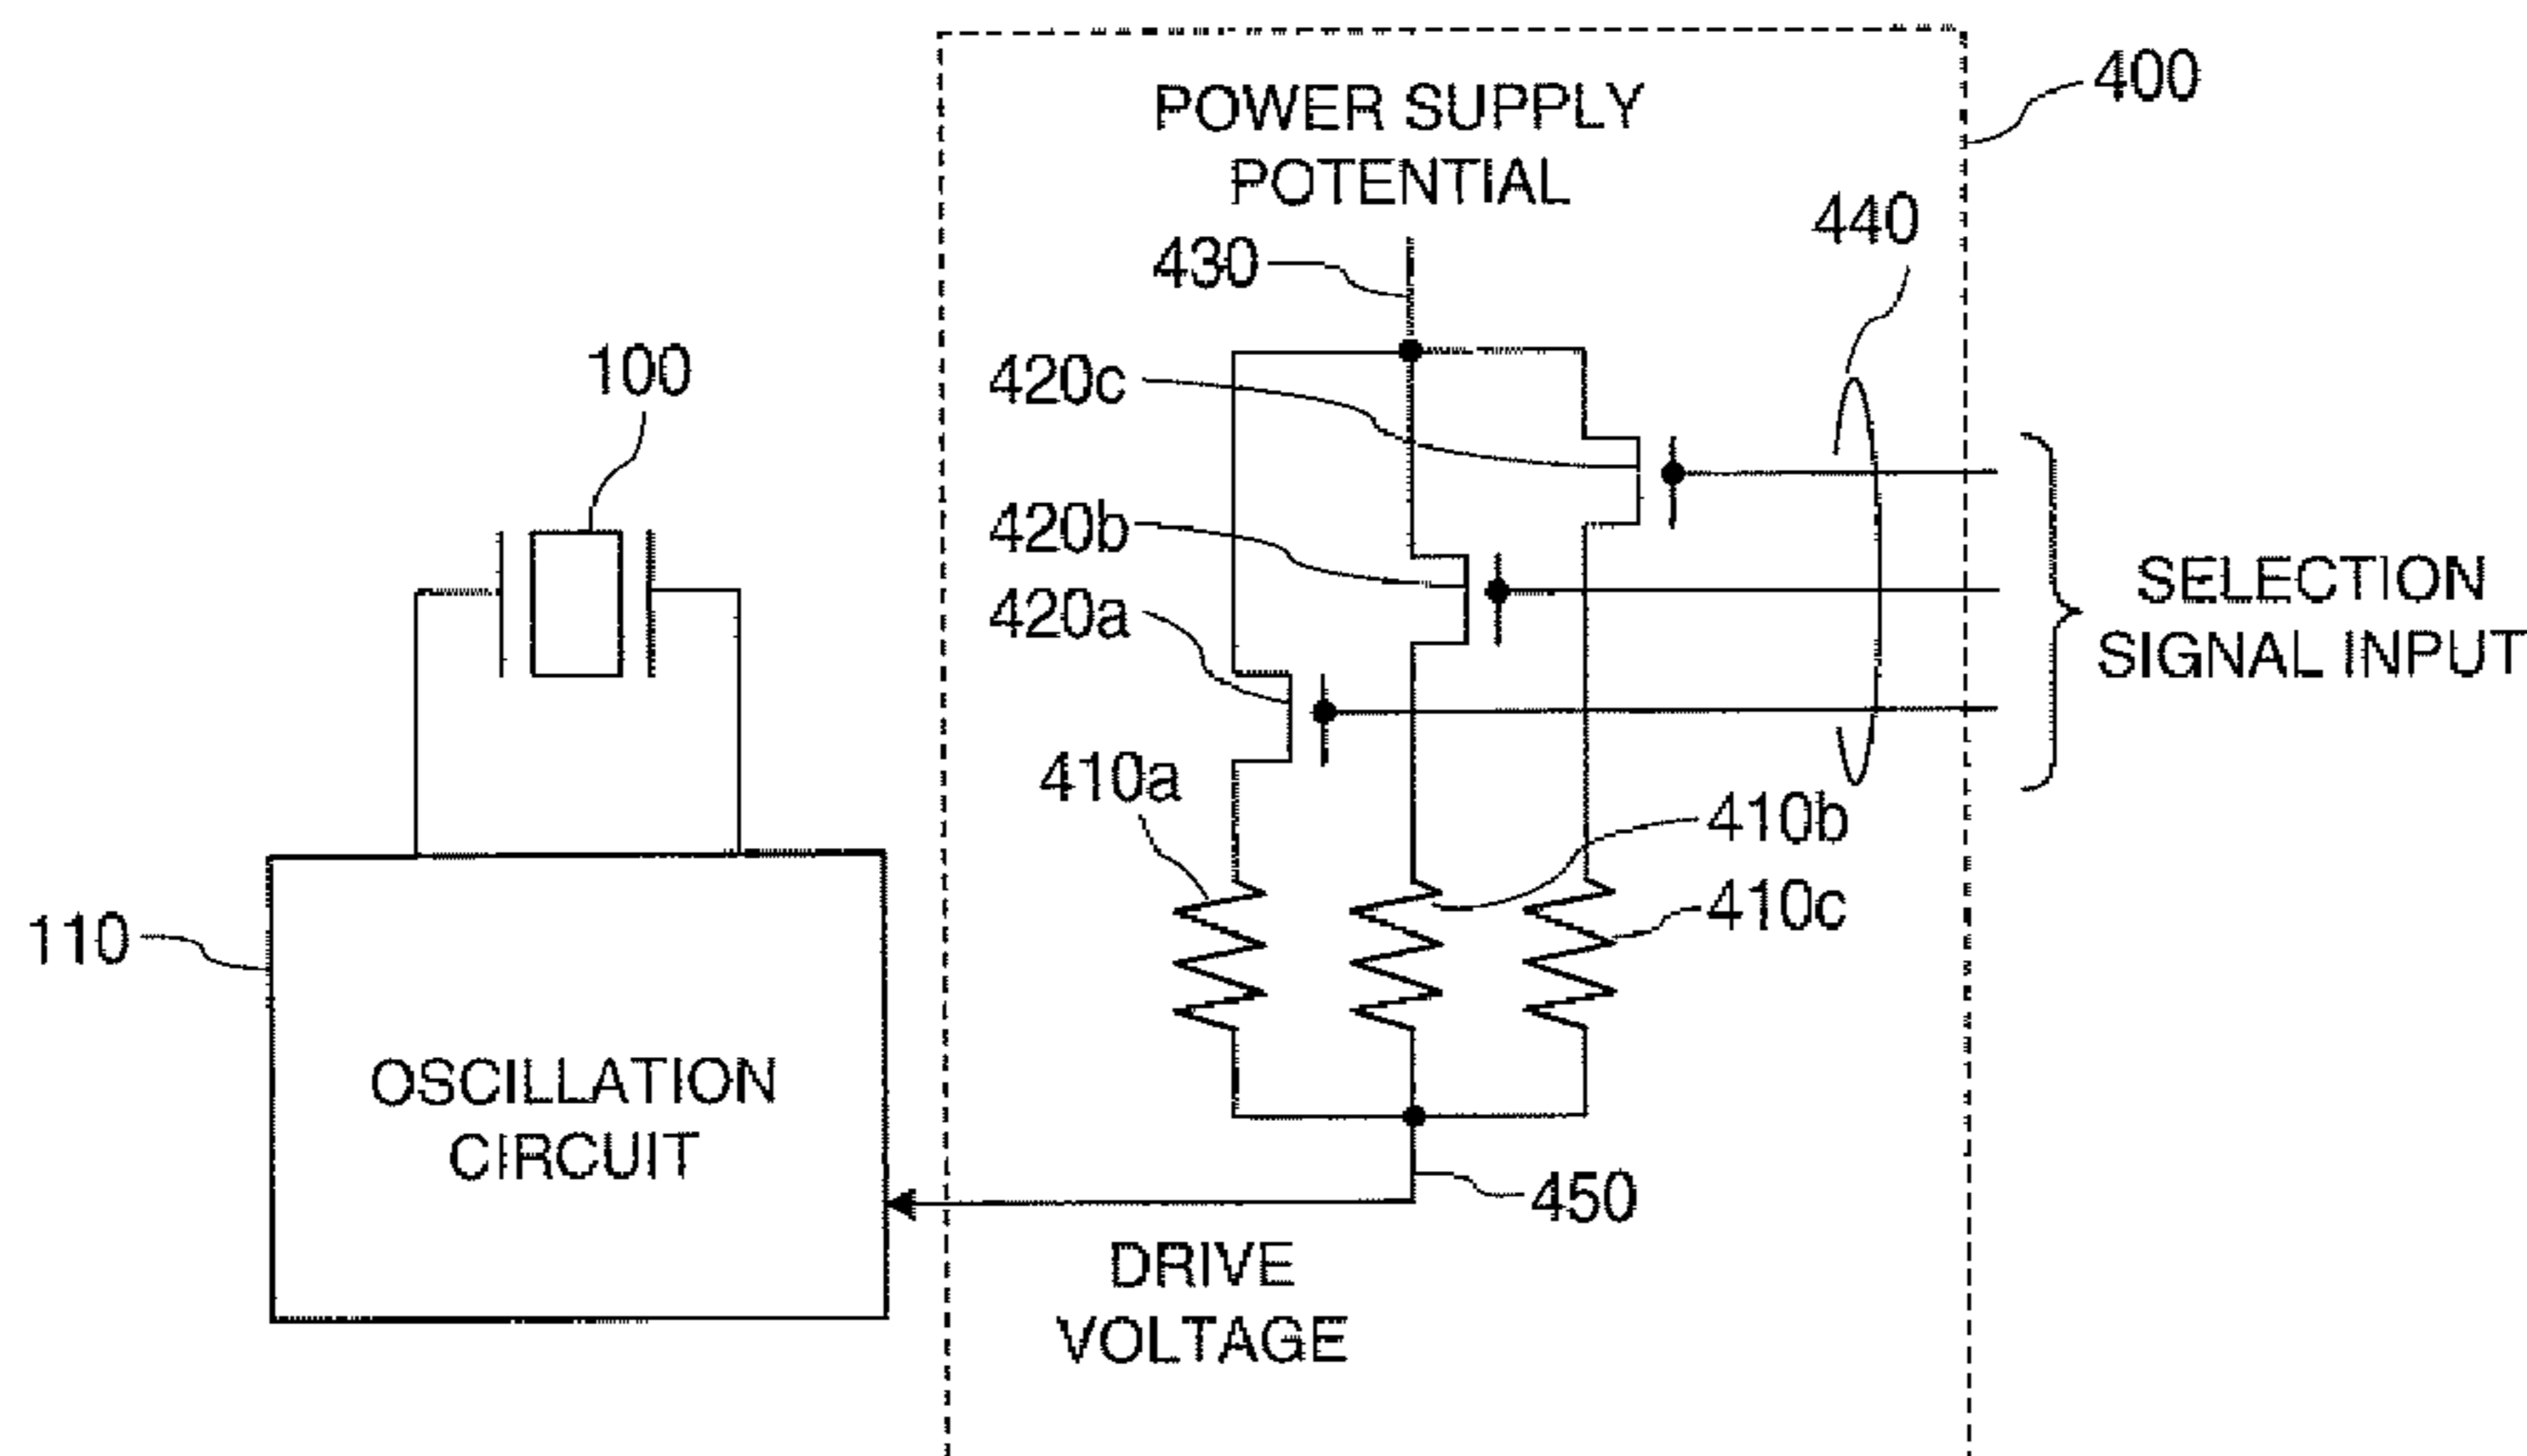 400
POWER SUPPLY
POTENTIAL
440
430
100
420c
420b
420a
SELECTION
SIGNAL INPUT
410a
410b
410c
110
OSCILLATION
CIRCUIT
450
DRIVE
VOLTAGE